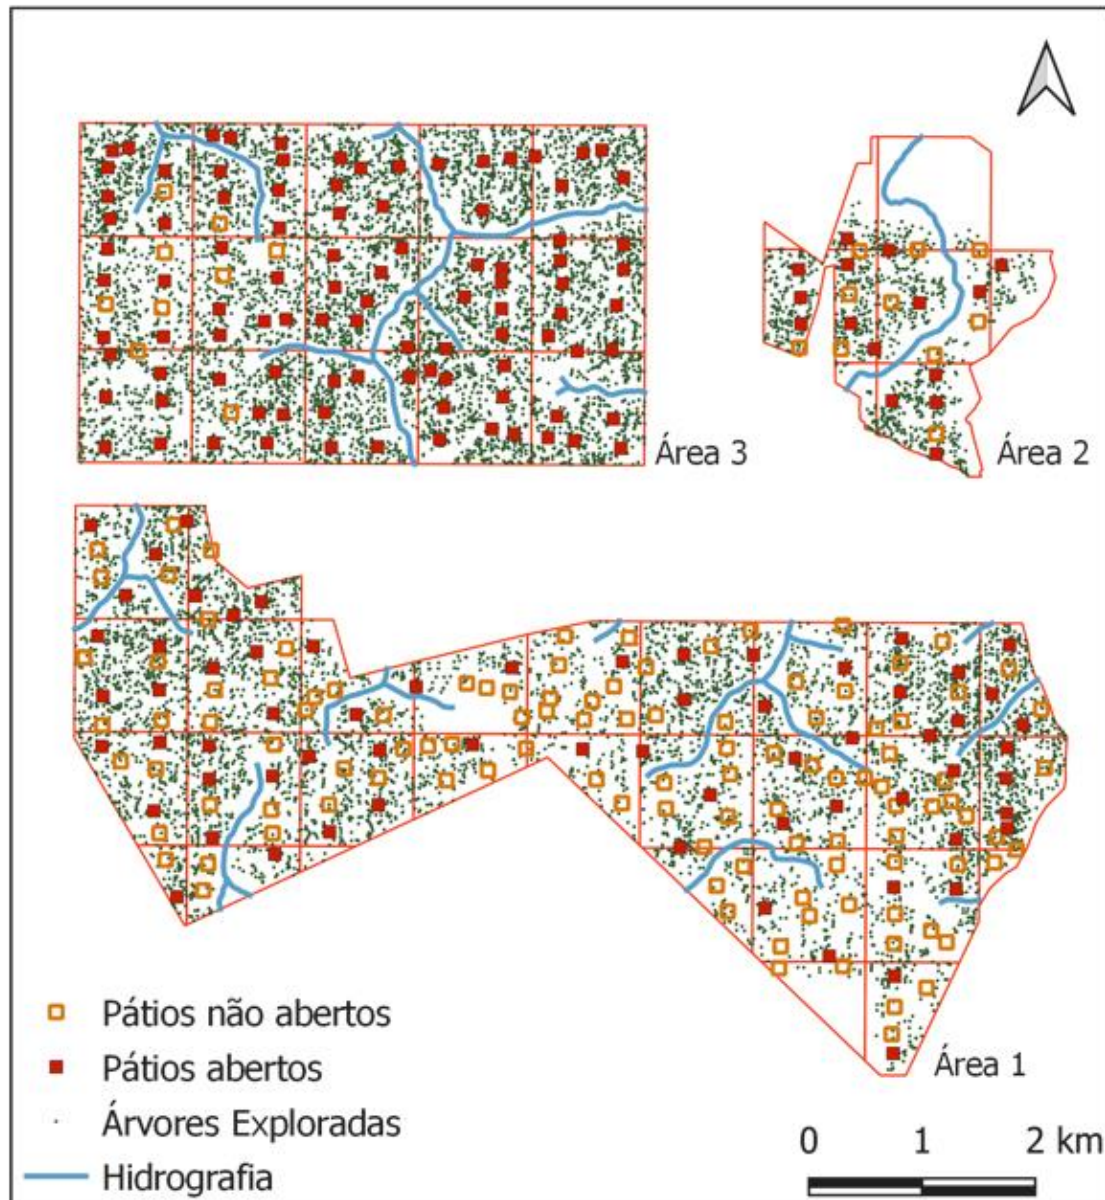 Área 3
Área 2
Área 1
Pátios não abertos
Pátios abertos
Árvores Exploradas
Hidrografia
0 1 2 km